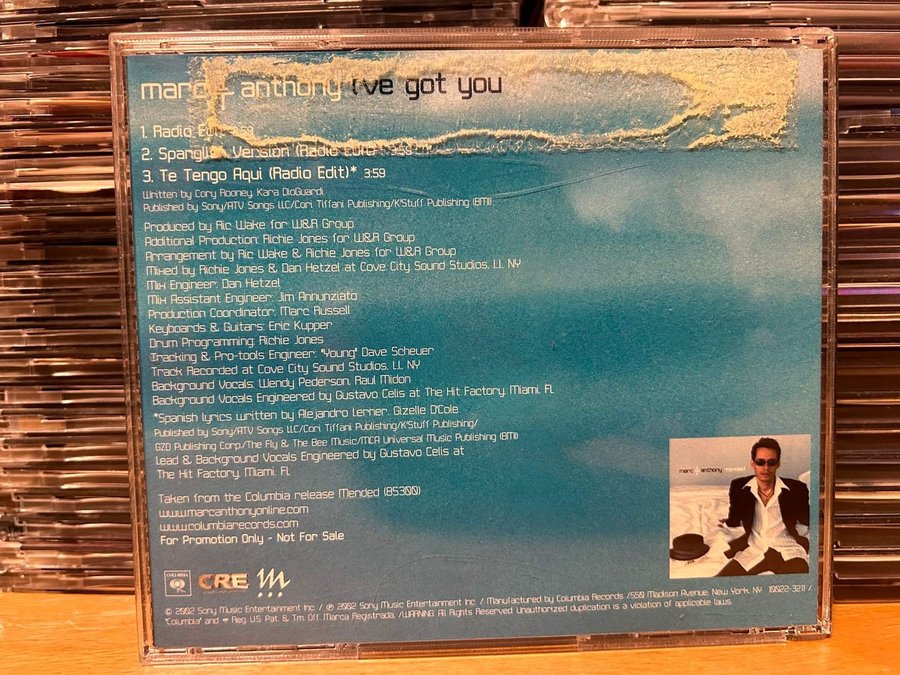 marc anthony I've got you
1. Radio Edit 3:59
2. Spanglish Version (Radio Edit) 3:59
3. Te Tengo Aqui (Radio Edit)* 3:59
Written by Cory Rooney, Kara DioGuardi
Published by Sony/ATV Songs LLC/Cori Tiffani Publishing/K'Stuff Publishing (BMI)
Produced by Ric Wake for W&R Group
Additional Production: Richie Jones for W&R Group
Arrangement by Ric Wake & Richie Jones for W&R Group
Mixed by Richie Jones & Dan Hetzel at Cove City Sound Studios, LI, NY
Mix Engineer: Dan Hetzel
Mix Assistant Engineer: Jim Annunziato
Production Coordinator: Marc Russell
Keyboards & Guitars: Eric Kupper
Drum Programming: Richie Jones
Tracking & Pro-tools Engineer: "Young" Dave Scheuer
Track Recorded at Cove City Sound Studios, LI, NY
Background Vocals: Wendy Pederson, Raul Midon
Background Vocals Engineered by Gustavo Celis at The Hit Factory, Miami, FL
*Spanish lyrics written by Alejandro Lerner, Gizelle D'Cole
Published by Sony/ATV Songs LLC/Cori Tiffani Publishing/K'Stuff Publishing/
GZD Publishing Corp/The Fly & The Bee Music/MCA Universal Music Publishing (BMI)
Lead & Background Vocals Engineered by Gustavo Celis at
The Hit Factory, Miami, FL
marc anthony mended
Taken from the Columbia release Mended (85300)
www.marcanthonyonline.com
www.columbiarecords.com
For Promotion Only - Not For Sale
COLUMBIA
CRE
© 2002 Sony Music Entertainment Inc. / ℗ 2002 Sony Music Entertainment Inc. / Manufactured by Columbia Records /550 Madison Avenue, New York, NY 10022-3211 /
"Columbia" and Reg. U.S. Pat. & Tm. Off. Marca Registrada. /WARNING: All Rights Reserved. Unauthorized duplication is a violation of applicable laws.